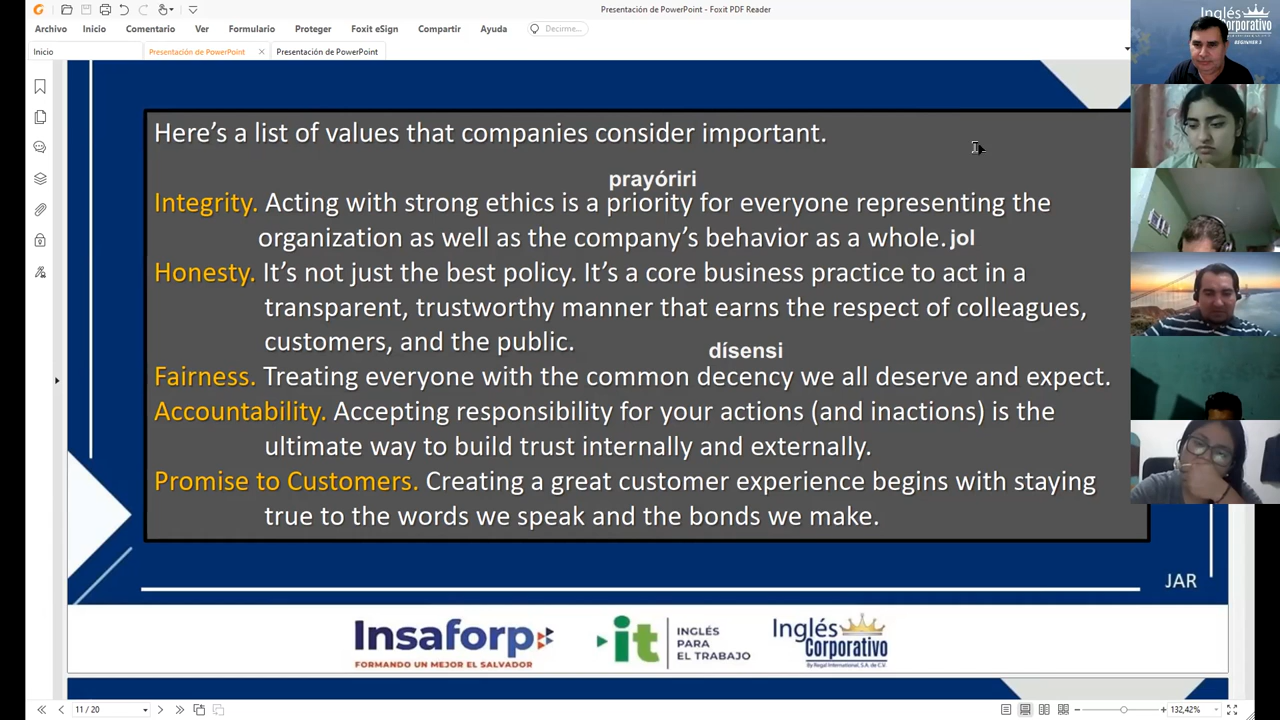 Presentación de PowerPoint - Foxit PDF Reader
Archivo Inicio Comentario Ver Formulario Proteger Foxit eSign Compartir Ayuda Decirme...
Inicio Presentación de PowerPoint Presentación de PowerPoint
Inglés
Corporativo
BEGINNER 2
Here's a list of values that companies consider important.
prayóriri
Integrity. Acting with strong ethics is a priority for everyone representing the
organization as well as the company's behavior as a whole. jol
Honesty. It's not just the best policy. It's a core business practice to act in a
transparent, trustworthy manner that earns the respect of colleagues,
customers, and the public.
dísensi
Fairness. Treating everyone with the common decency we all deserve and expect.
Accountability. Accepting responsibility for your actions (and inactions) is the
ultimate way to build trust internally and externally.
Promise to Customers. Creating a great customer experience begins with staying
true to the words we speak and the bonds we make.
JAR
Insaforp
FORMANDO UN MEJOR EL SALVADOR
it
INGLÉS
PARA
EL TRABAJO
Inglés
Corporativo
By Regal International, S.A. de C.V.
11 / 20
132,42%